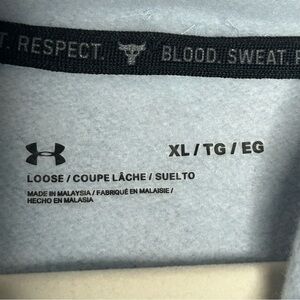 T. RESPECT. BLOOD. SWEAT.
XL / TG / EG
LOOSE / COUPE LÂCHE / SUELTO
MADE IN MALAYSIA / FABRIQUÉ EN MALAISIE /
HECHO EN MALASIA